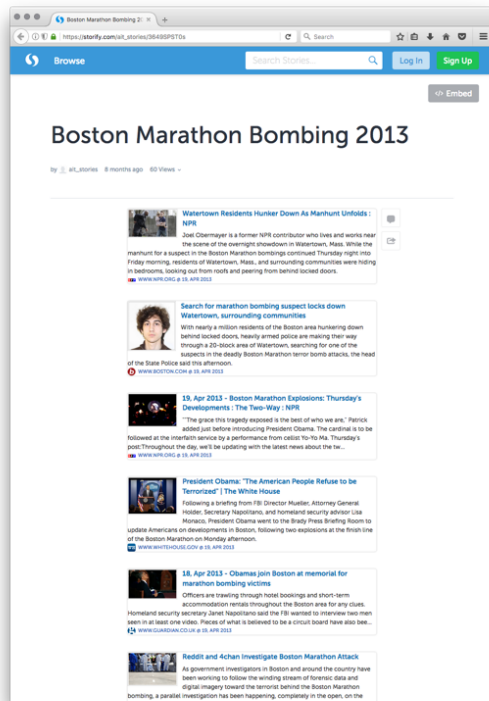 Boston Marathon Bombing 20
https://storify.com/ait_stories/3649SPSTDs
Search
Browse
Search Stories...
Log In
Sign Up
</> Embed
Boston Marathon Bombing 2013
by ait_stories 8 months ago 60 Views
Watertown Residents Hunker Down As Manhunt Unfolds :
NPR
Joel Obermayer is a former NPR contributor who lives and works near
the scene of the overnight showdown in Watertown, Mass. While the
manhunt for a suspect in the Boston Marathon bombings continued Thursday night into
Friday morning, residents of Watertown, Mass., and surrounding communities were hiding
in bedrooms, looking out from roofs and peering from behind locked doors.
WWW.NPR.ORG @ 19, APR 2013
Search for marathon bombing suspect locks down
Watertown, surrounding communities
With nearly a million residents of the Boston area hunkering down
behind locked doors, heavily armed police are making their way
through a 20-block area of Watertown, searching for one of the
suspects in the deadly Boston Marathon terror bomb attacks, the head
of the State Police said this afternoon.
b WWW.BOSTON.COM @ 19, APR 2013
19, Apr 2013 - Boston Marathon Explosions: Thursday's
Developments : The Two-Way : NPR
""The grace this tragedy exposed is the best of who we are," Patrick
added just before introducing President Obama. The cardinal is to be
followed at the interfaith service by a performance from cellist Yo-Yo Ma. Thursday's
post:Throughout the day, we'll be updating with the latest news about the tw...
WWW.NPR.ORG @ 19, APR 2013
President Obama: "The American People Refuse to be
Terrorized" | The White House
Following a briefing from FBI Director Mueller, Attorney General
Holder, Secretary Napolitano, and homeland security advisor Lisa
Monaco, President Obama went to the Brady Press Briefing Room to
update Americans on developments in Boston, following two explosions at the finish line
of the Boston Marathon on Monday afternoon.
WWW.WHITEHOUSE.GOV @ 19, APR 2013
18, Apr 2013 - Obamas join Boston at memorial for
marathon bombing victims
Officers are trawling through hotel bookings and short-term
accommodation rentals throughout the Boston area for any clues.
Homeland security secretary Janet Napolitano said the FBI wanted to interview two men
seen in at least one video. Pieces of what is believed to be a circuit board have also bee...
WWW.GUARDIAN.CO.UK @ 19, APR 2013
Reddit and 4chan Investigate Boston Marathon Attack
As government investigators in Boston and around the country have
been working to follow the winding stream of forensic data and
digital imagery toward the terrorist behind the Boston Marathon
bombing, a parallel investigation has been happening, completely in the open, on the